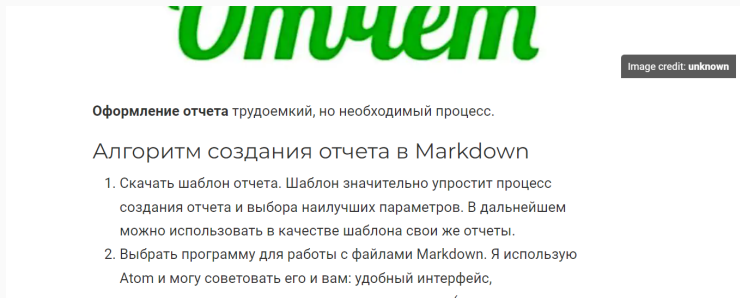 Отчет
Image credit: unknown
Оформление отчета трудоемкий, но необходимый процесс.
Алгоритм создания отчета в Markdown
1. Скачать шаблон отчета. Шаблон значительно упростит процесс
создания отчета и выбора наилучших параметров. В дальнейшем
можно использовать в качестве шаблона свои же отчеты.
2. Выбрать программу для работы с файлами Markdown. Я использую
Atom и могу советовать его и вам: удобный интерфейс,